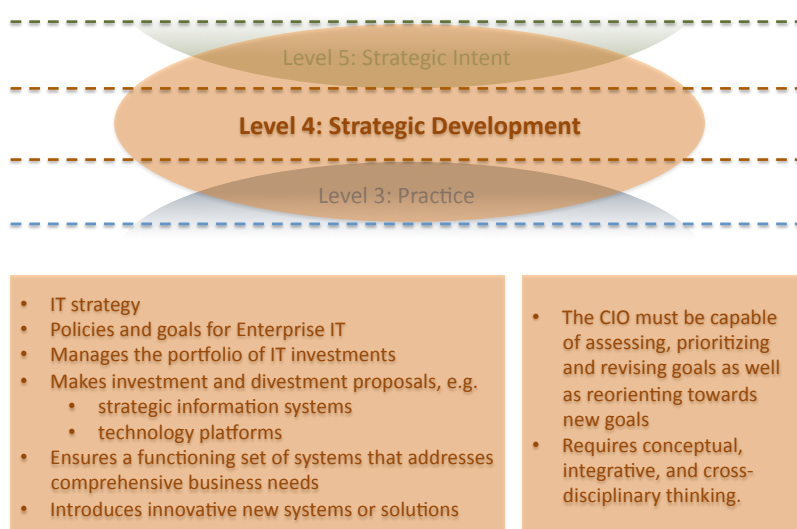 Level 5: Strategic Intent
Level 4: Strategic Development
Level 3: Practice
• IT strategy
• Policies and goals for Enterprise IT
• Manages the portfolio of IT investments
• Makes investment and divestment proposals, e.g.
• strategic information systems
• technology platforms
• Ensures a functioning set of systems that addresses
comprehensive business needs
• Introduces innovative new systems or solutions
• The CIO must be capable
of assessing, prioritizing
and revising goals as well
as reorienting towards
new goals
• Requires conceptual,
integrative, and cross-
disciplinary thinking.